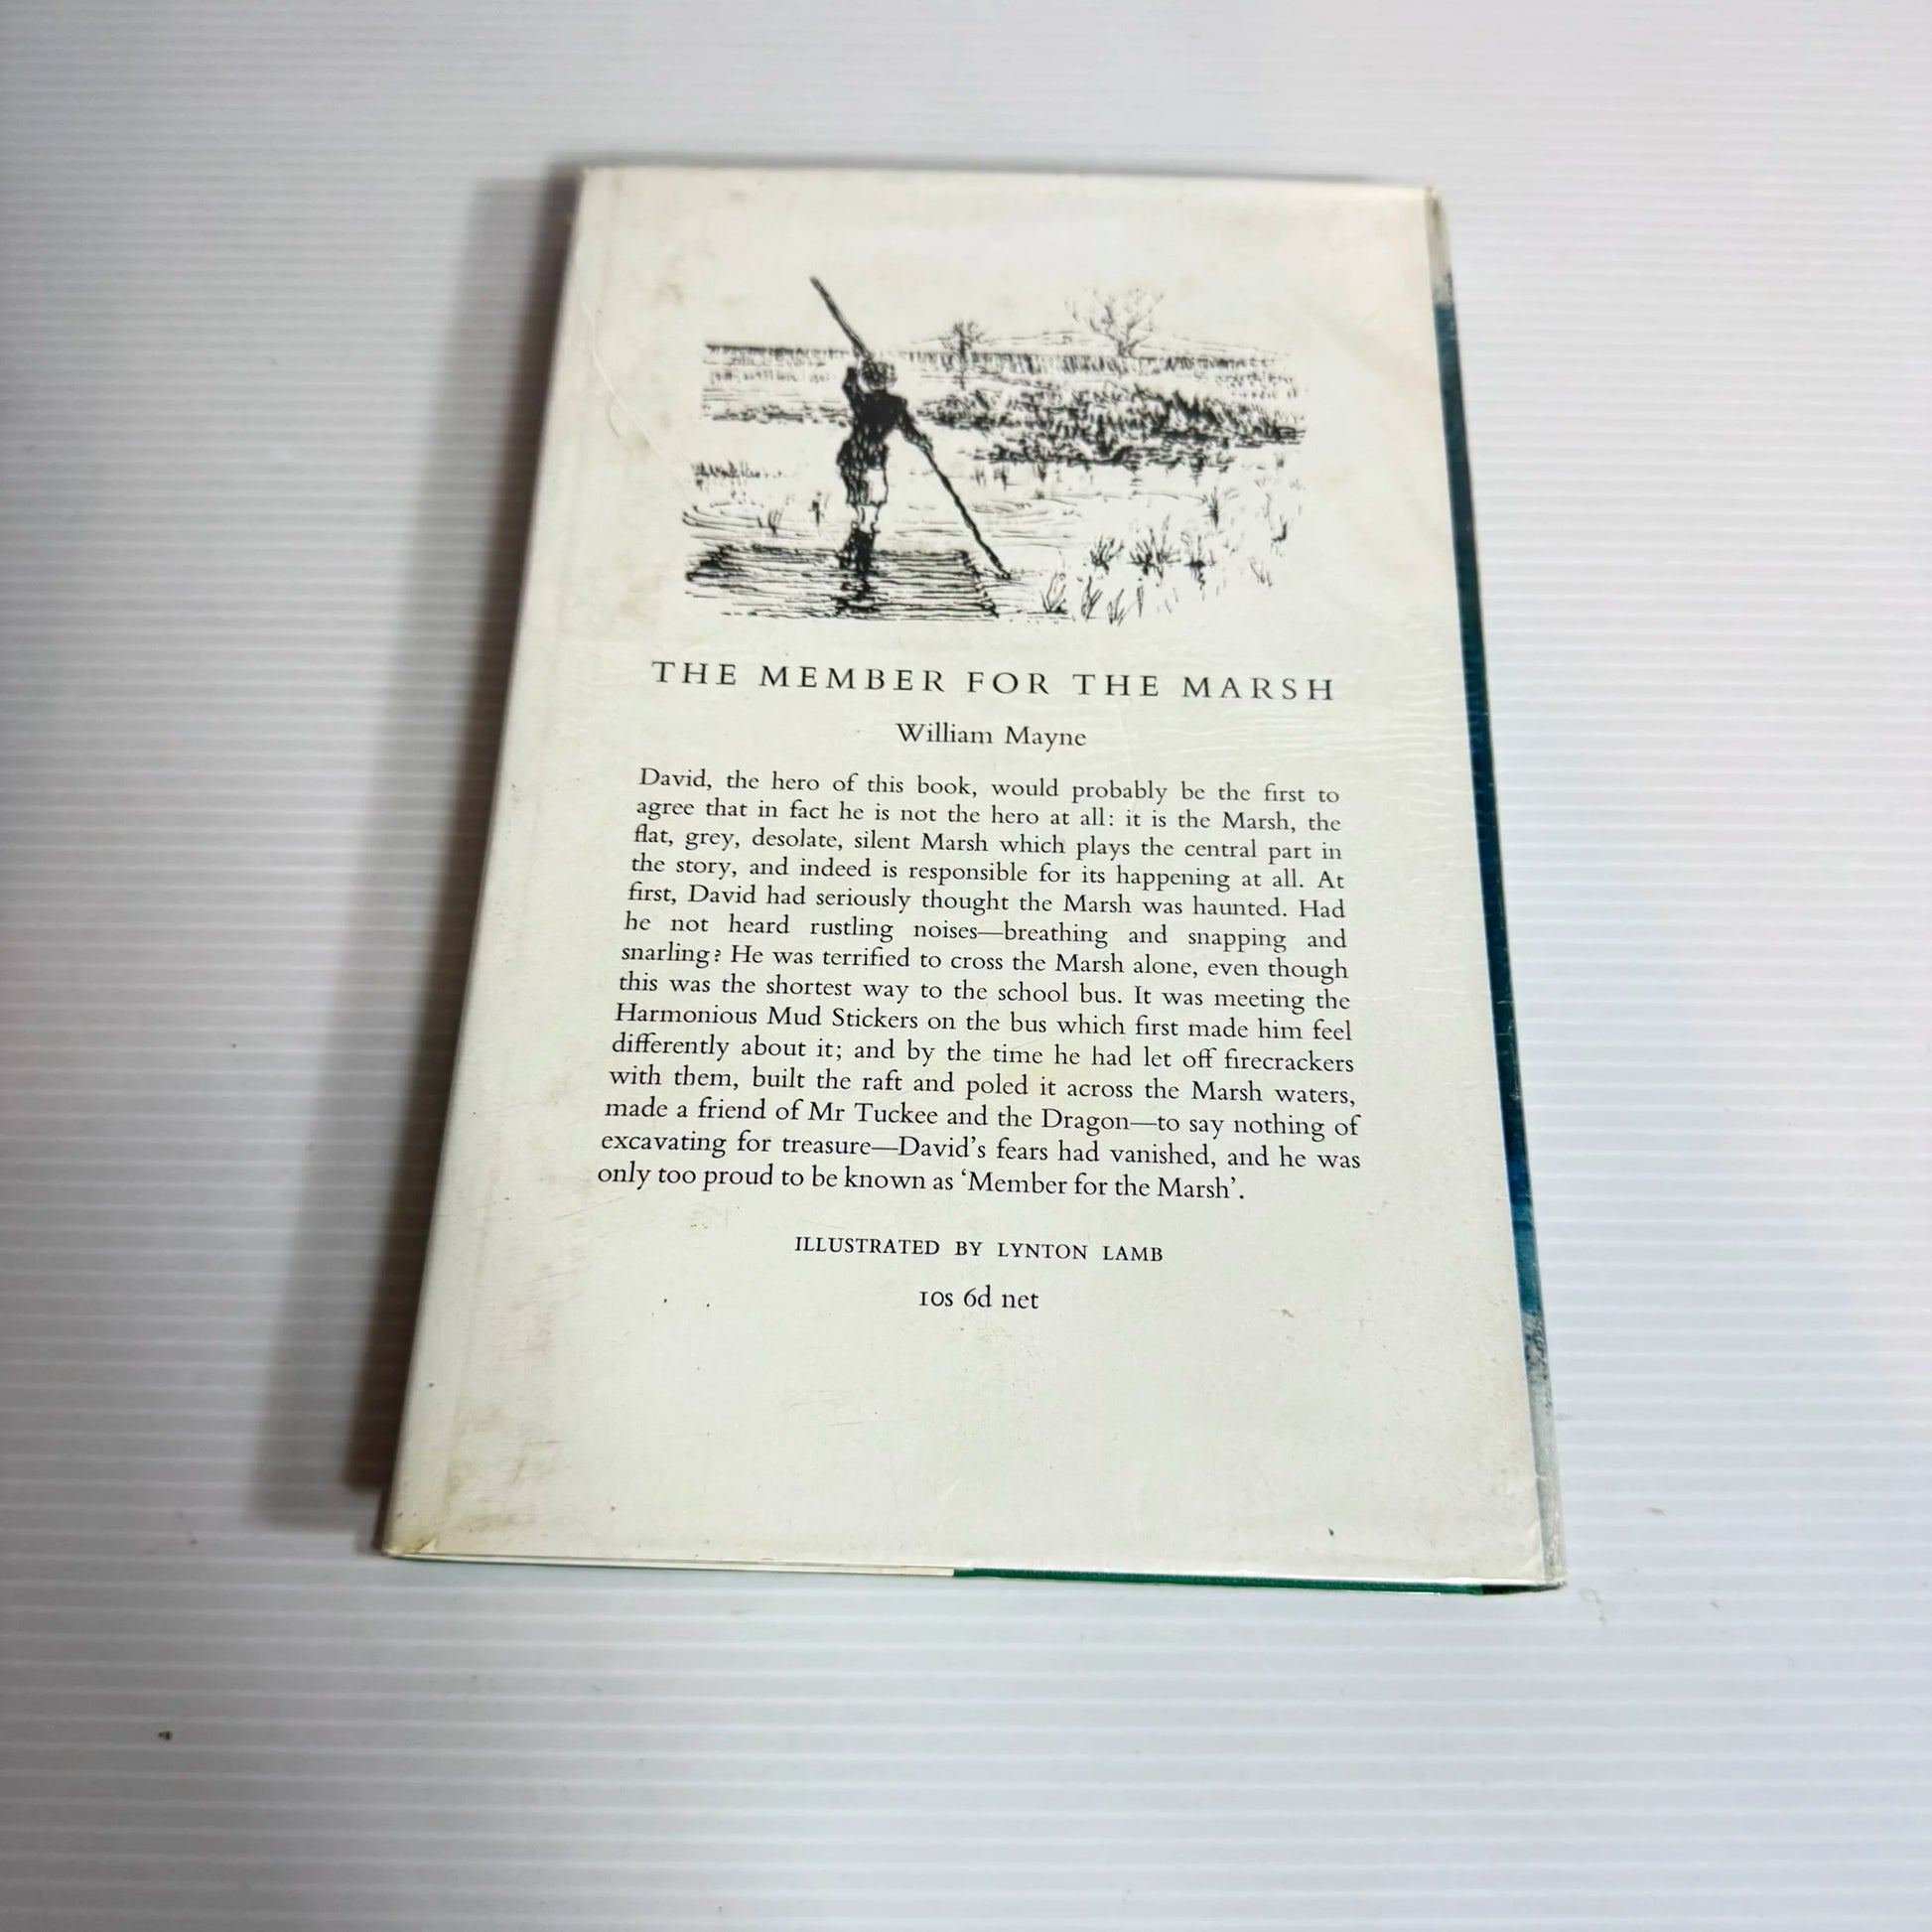 THE MEMBER FOR THE MARSH
William Mayne
David, the hero of this book, would probably be the first to
agree that in fact he is not the hero at all: it is the Marsh, the
flat, grey, desolate, silent Marsh which plays the central part in
the story, and indeed is responsible for its happening at all. At
first, David had seriously thought the Marsh was haunted. Had
he not heard rustling noises—breathing and snapping and
snarling? He was terrified to cross the Marsh alone, even though
this was the shortest way to the school bus. It was meeting the
Harmonious Mud Stickers on the bus which first made him feel
differently about it; and by the time he had let off firecrackers
with them, built the raft and poled it across the Marsh waters,
made a friend of Mr Tuckee and the Dragon—to say nothing of
excavating for treasure—David's fears had vanished, and he was
only too proud to be known as ‘Member for the Marsh’.
ILLUSTRATED BY LYNTON LAMB
10s 6d net